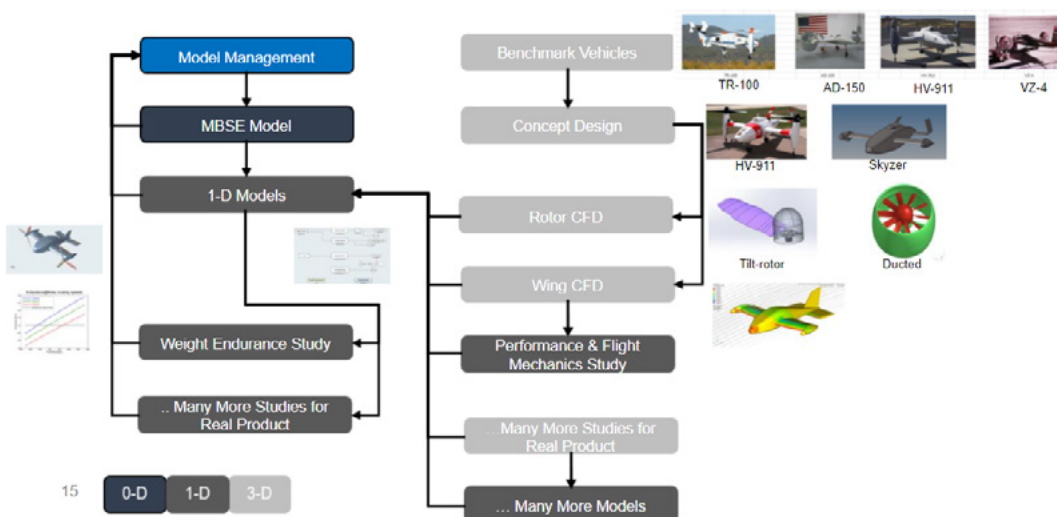 Model Management
MBSE Model
1-D Models
Weight Endurance Study
.. Many More Studies for
Real Product
Benchmark Vehicles
Concept Design
Rotor CFD
Wing CFD
Performance & Flight
Mechanics Study
...Many More Studies for
Real Product
... Many More Models
TR-100
AD-150
HV-911
VZ-4
HV-911
Skyzer
Tilt-rotor
Ducted
15
0-D
1-D
3-D